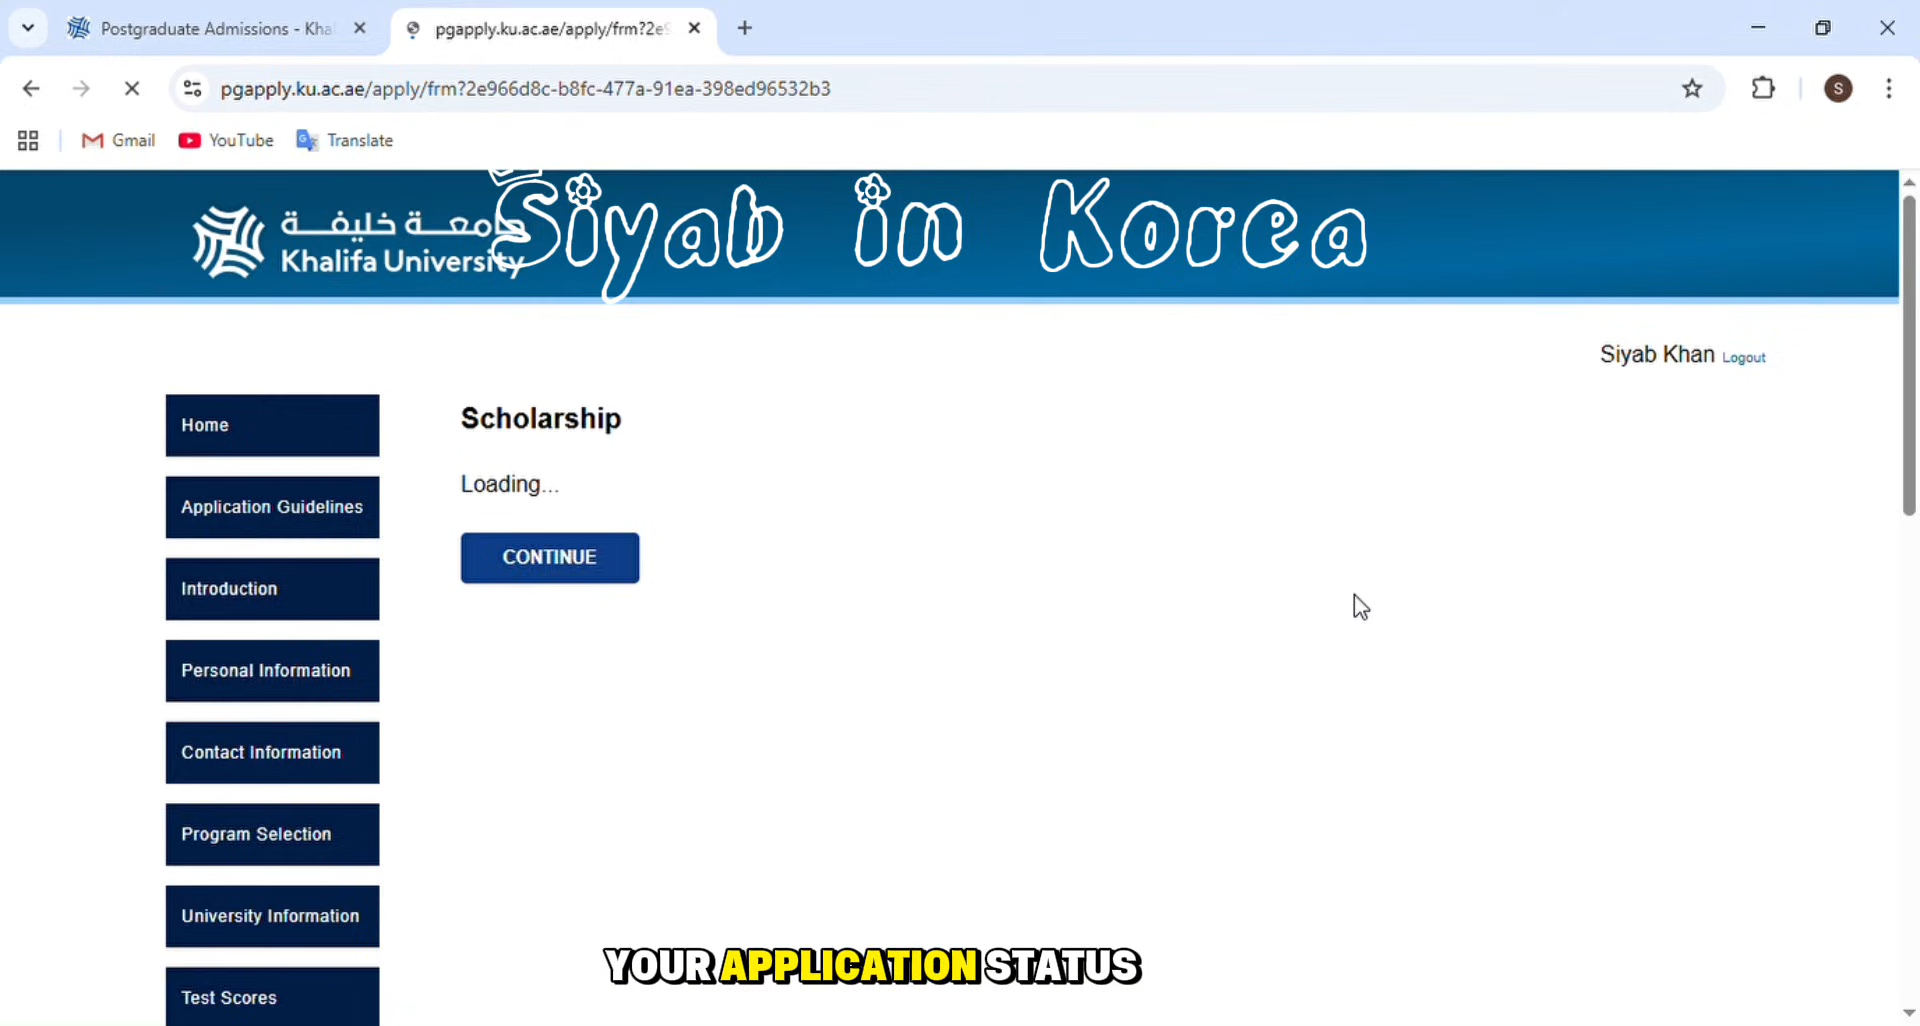 Postgraduate Admissions - Kha
pgapply.ku.ac.ae/apply/frm?2e9
pgapply.ku.ac.ae/apply/frm?2e966d8c-b8fc-477a-91ea-398ed96532b3
S
Gmail
YouTube
Translate
جامعة خليفة
Khalifa University
Siyab in Korea
Siyab Khan Logout
Home
Application Guidelines
Introduction
Personal Information
Contact Information
Program Selection
University Information
Test Scores
Scholarship
Loading...
CONTINUE
YOUR APPLICATION STATUS